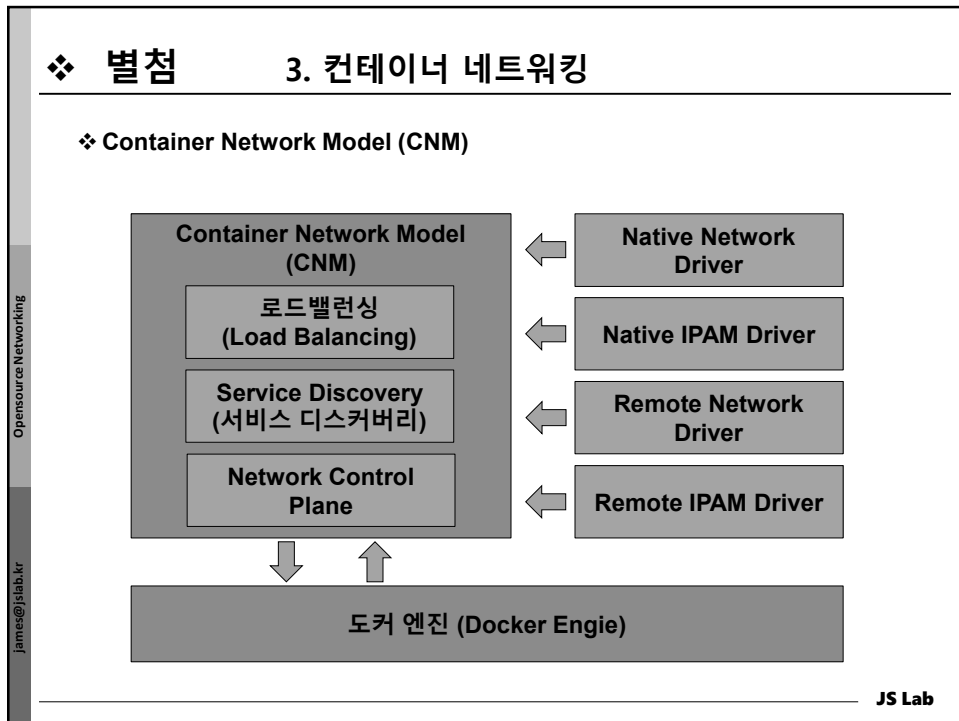 ❖ 별첨 3. 컨테이너 네트워킹
❖ Container Network Model (CNM)
Container Network Model
(CNM)
로드밸런싱
(Load Balancing)
Service Discovery
(서비스 디스커버리)
Network Control
Plane
Native Network
Driver
Native IPAM Driver
Remote Network
Driver
Remote IPAM Driver
도커 엔진 (Docker Engie)
Opensource Networking
james@jslab.kr
JS Lab